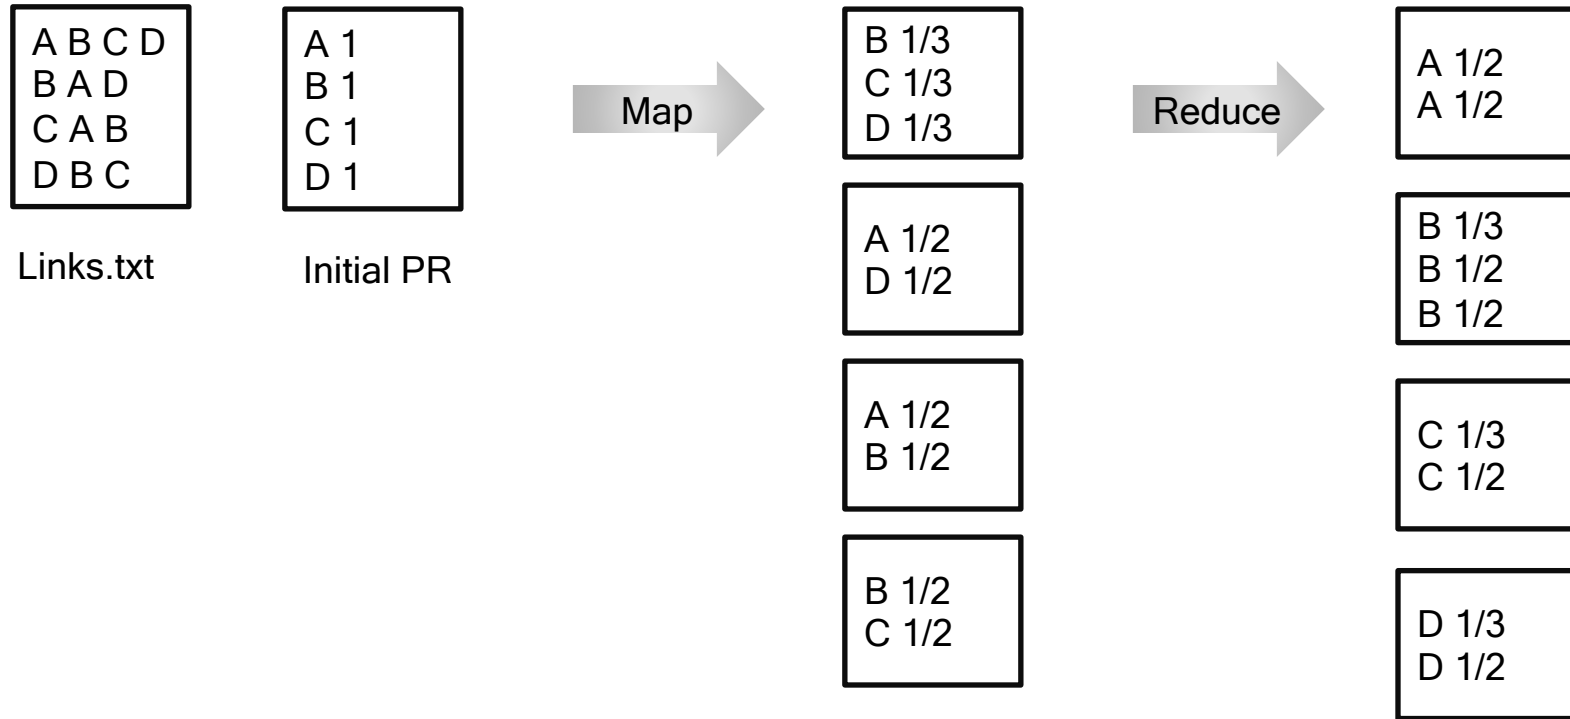 A B C D
B A D
C A B
D B C
Links.txt
A 1
B 1
C 1
D 1
Initial PR
Map
B 1/3
C 1/3
D 1/3
A 1/2
D 1/2
A 1/2
B 1/2
B 1/2
C 1/2
Reduce
A 1/2
A 1/2
B 1/3
B 1/2
B 1/2
C 1/3
C 1/2
D 1/3
D 1/2